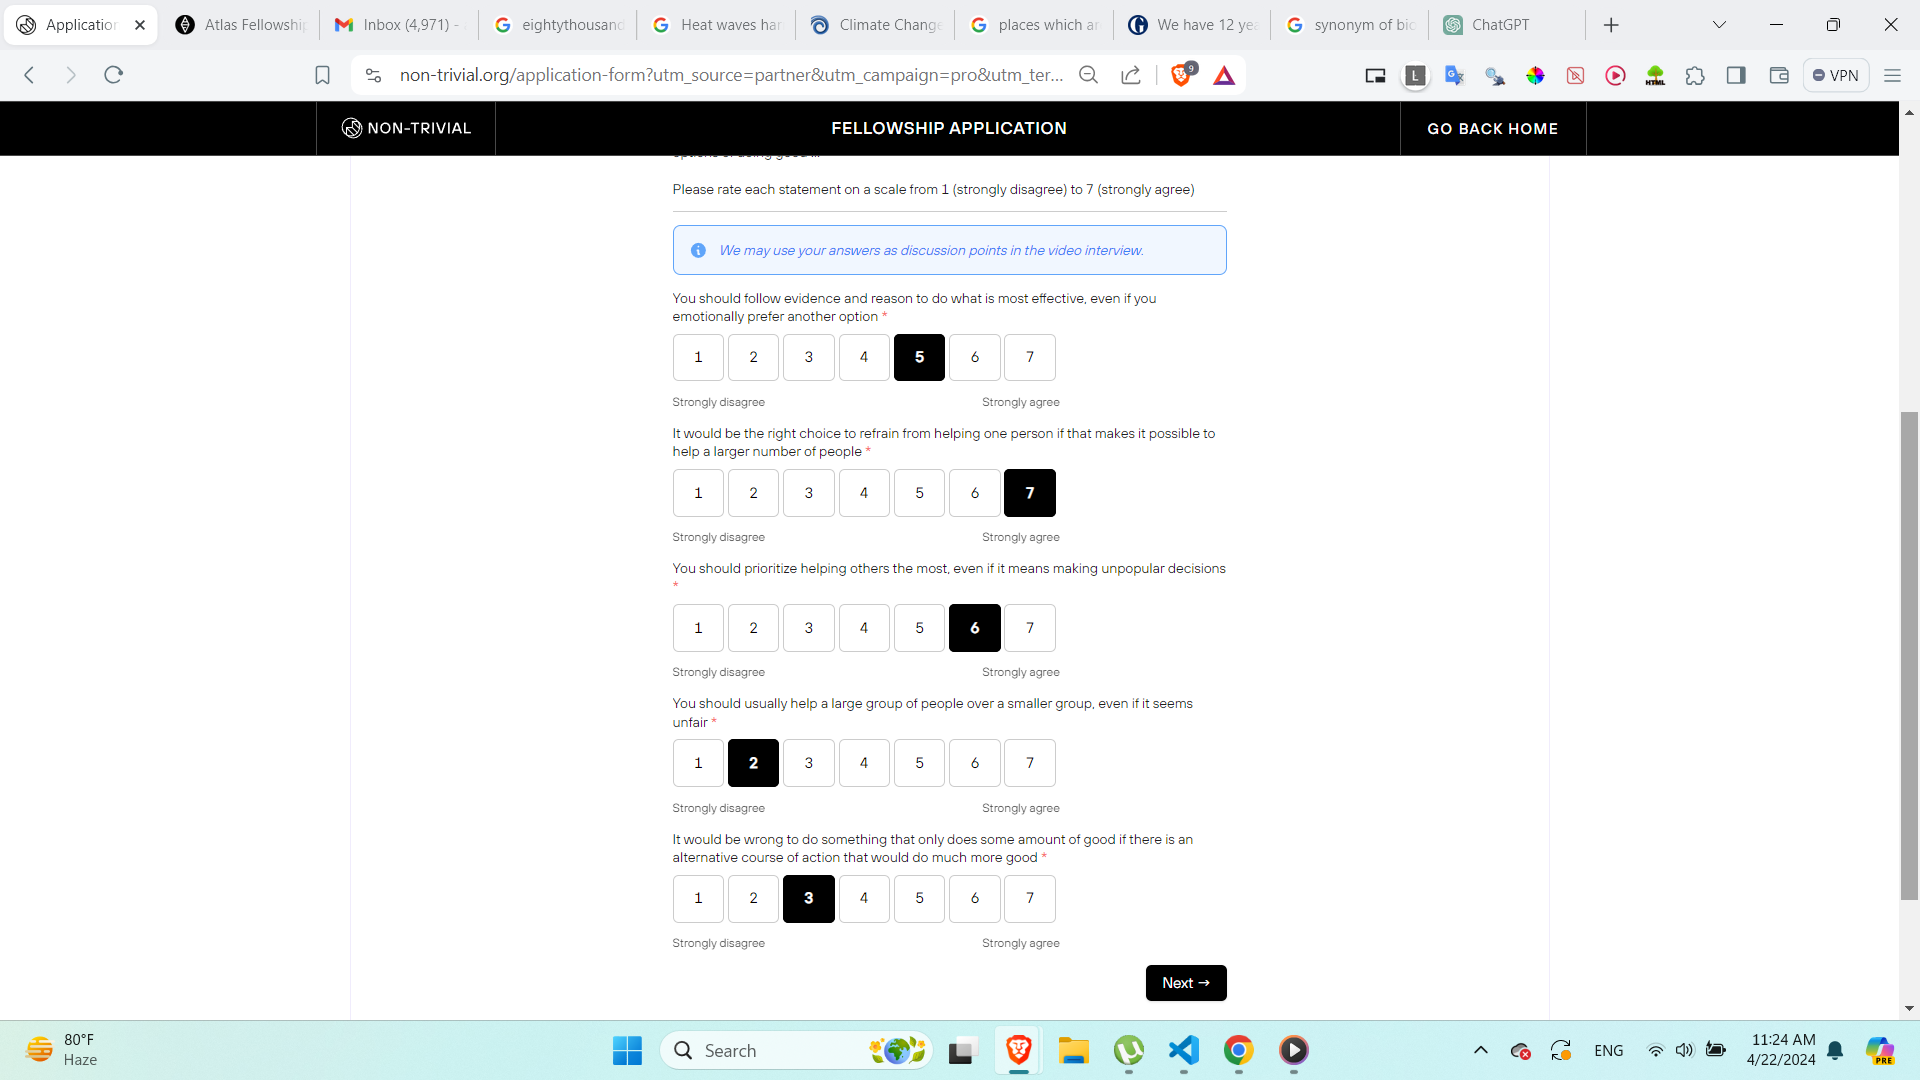 Application
Atlas Fellowship
Inbox (4,971) -
eightythousand
Heat waves har
Climate Change
places which ar
We have 12 yea
synonym of bio
ChatGPT
non-trivial.org/application-form?utm_source=partner&utm_campaign=pro&utm_ter...
9
L
HTML
VPN
NON-TRIVIAL
FELLOWSHIP APPLICATION
GO BACK HOME
Please rate each statement on a scale from 1 (strongly disagree) to 7 (strongly agree)
We may use your answers as discussion points in the video interview.
You should follow evidence and reason to do what is most effective, even if you
emotionally prefer another option *
1 2 3 4 5 6 7
Strongly disagree Strongly agree
It would be the right choice to refrain from helping one person if that makes it possible to
help a larger number of people *
1 2 3 4 5 6 7
Strongly disagree Strongly agree
You should prioritize helping others the most, even if it means making unpopular decisions
*
1 2 3 4 5 6 7
Strongly disagree Strongly agree
You should usually help a large group of people over a smaller group, even if it seems
unfair *
1 2 3 4 5 6 7
Strongly disagree Strongly agree
It would be wrong to do something that only does some amount of good if there is an
alternative course of action that would do much more good *
1 2 3 4 5 6 7
Strongly disagree Strongly agree
Next →
80°F
Haze
Search
ENG
11:24 AM
4/22/2024
PRE